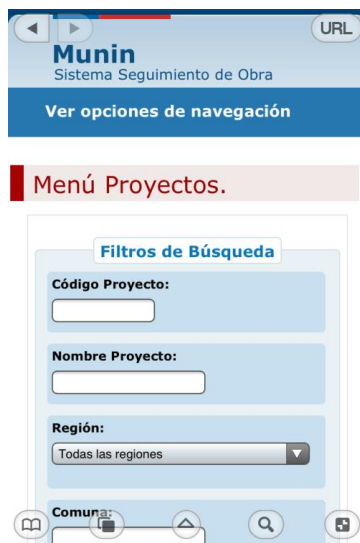 URL
Munin
Sistema Seguimiento de Obra
Ver opciones de navegación
Menú Proyectos.
Filtros de Búsqueda
Código Proyecto:
Nombre Proyecto:
Región:
Todas las regiones
Comuna: